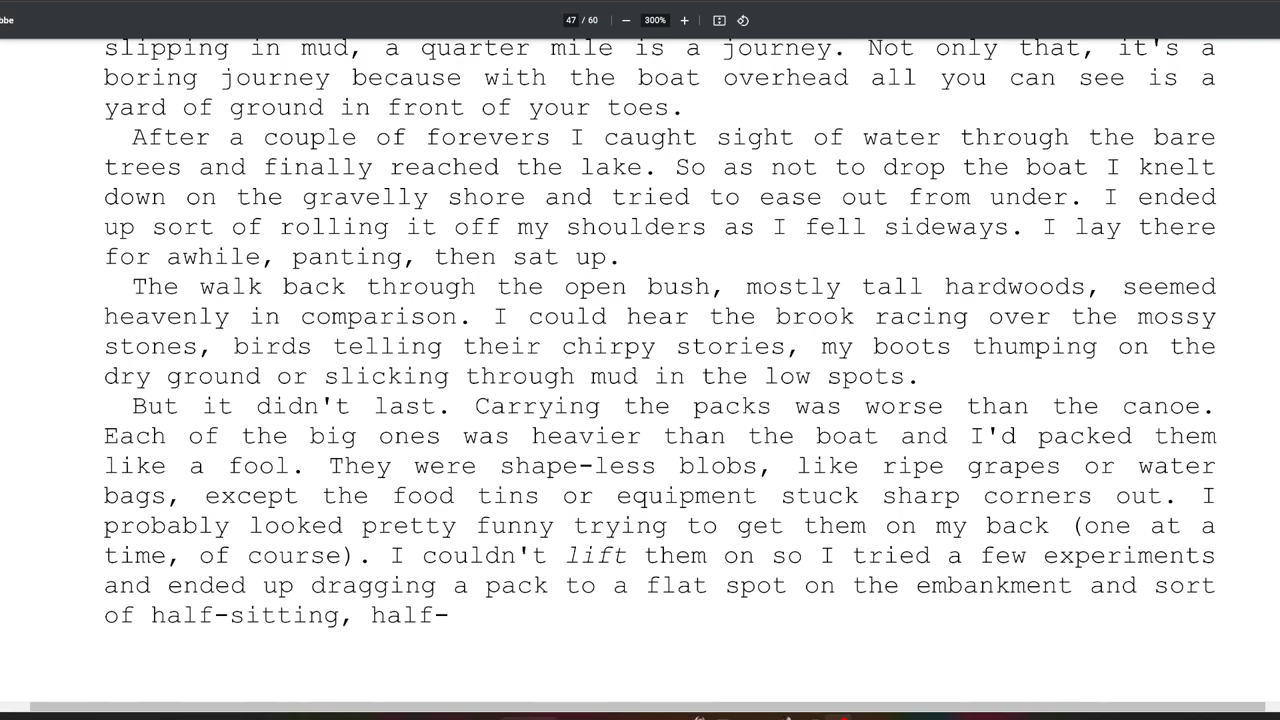 bbe
47 / 60
300%
slipping in mud, a quarter mile is a journey. Not only that, it's a
boring journey because with the boat overhead all you can see is a
yard of ground in front of your toes.
After a couple of forevers I caught sight of water through the bare
trees and finally reached the lake. So as not to drop the boat I knelt
down on the gravelly shore and tried to ease out from under. I ended
up sort of rolling it off my shoulders as I fell sideways. I lay there
for awhile, panting, then sat up.
The walk back through the open bush, mostly tall hardwoods, seemed
heavenly in comparison. I could hear the brook racing over the mossy
stones, birds telling their chirpy stories, my boots thumping on the
dry ground or slicking through mud in the low spots.
But it didn't last. Carrying the packs was worse than the canoe.
Each of the big ones was heavier than the boat and I'd packed them
like a fool. They were shape-less blobs, like ripe grapes or water
bags, except the food tins or equipment stuck sharp corners out. I
probably looked pretty funny trying to get them on my back (one at a
time, of course). I couldn't lift them on so I tried a few experiments
and ended up dragging a pack to a flat spot on the embankment and sort
of half-sitting, half-